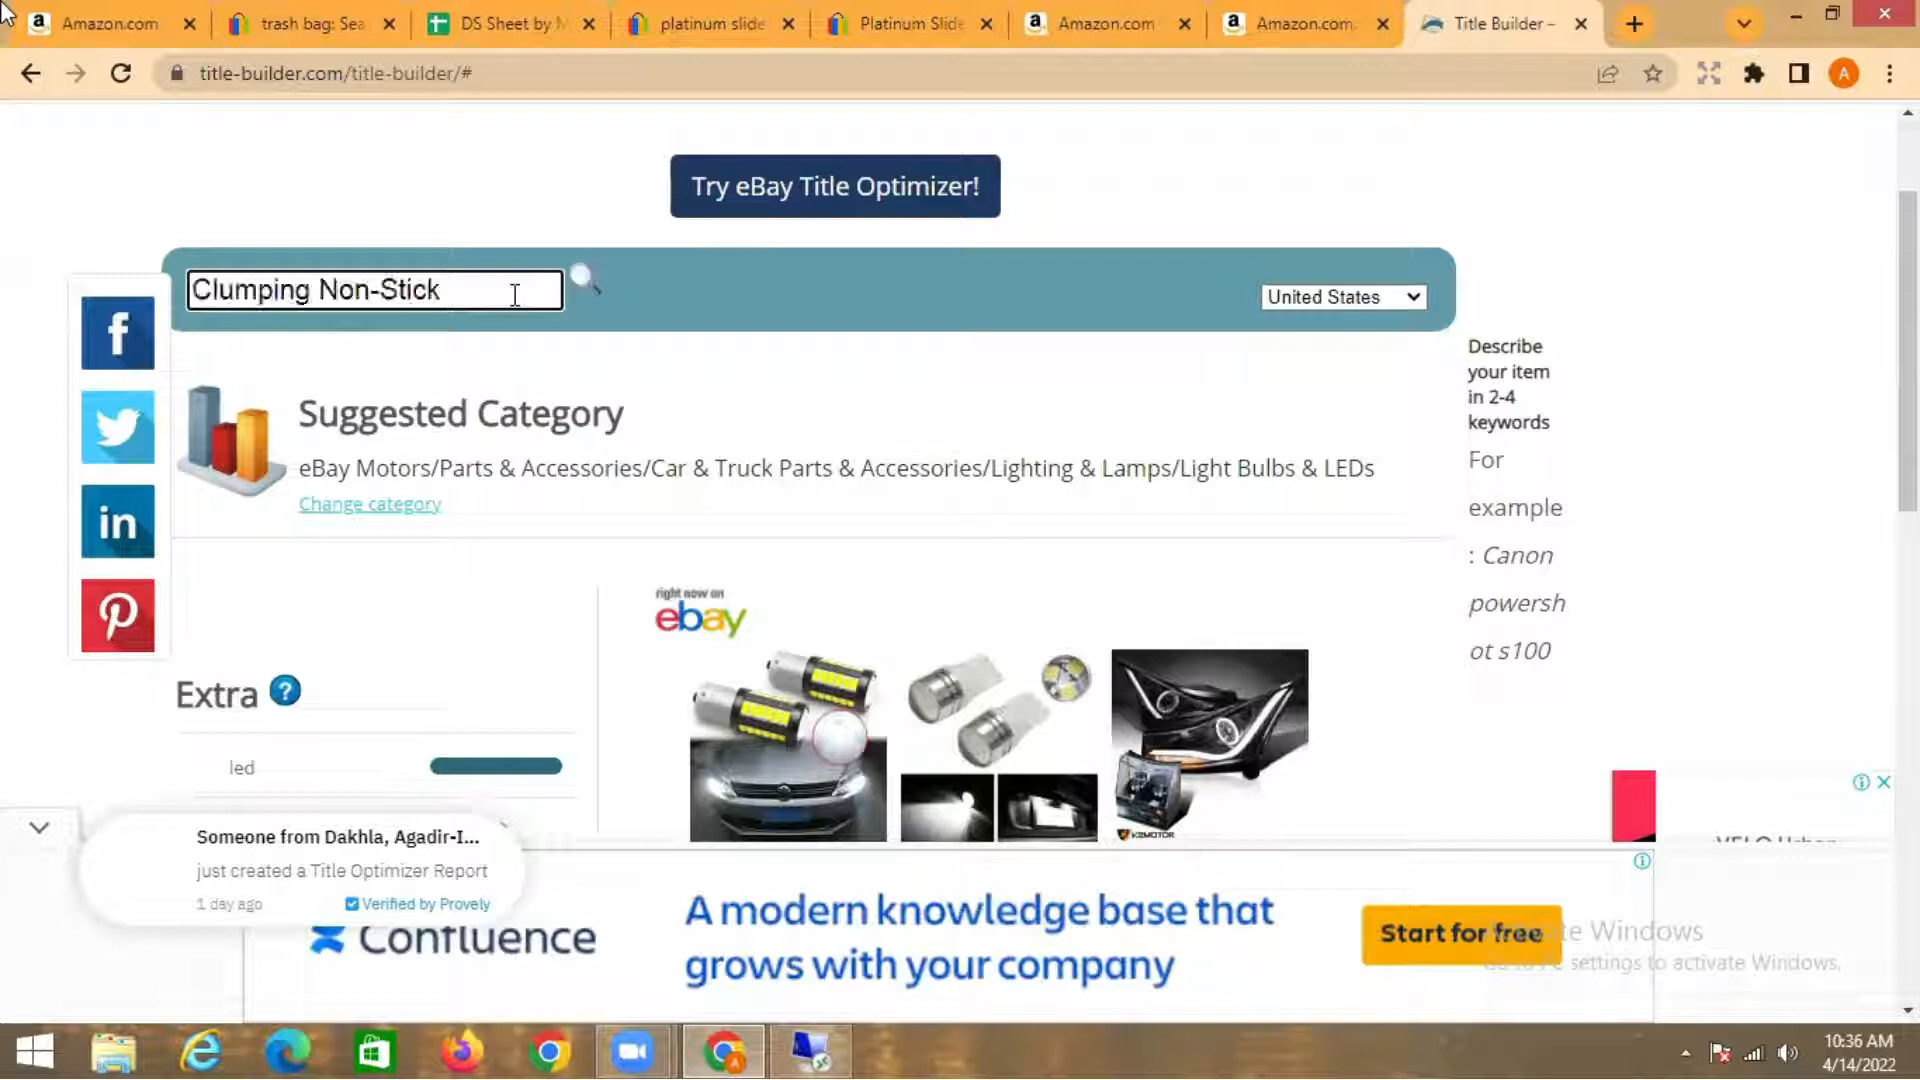 Amazon.com
trash bag: Sea
DS Sheet by M
platinum slide
Platinum Slide
Amazon.com
Amazon.com
Title Builder –
title-builder.com/title-builder/#
A
Try eBay Title Optimizer!
Clumping Non-Stick
United States
Describe
your item
in 2-4
keywords
For
example
: Canon
powersh
ot s100
Suggested Category
eBay Motors/Parts & Accessories/Car & Truck Parts & Accessories/Lighting & Lamps/Light Bulbs & LEDs
Change category
right now on
ebay
Extra ?
led
K2MOTOR
Someone from Dakhla, Agadir-I...
just created a Title Optimizer Report
1 day ago
Verified by Provely
Confluence
A modern knowledge base that
grows with your company
Start for free
te Windows
settings to activate Windows.
10:36 AM
4/14/2022